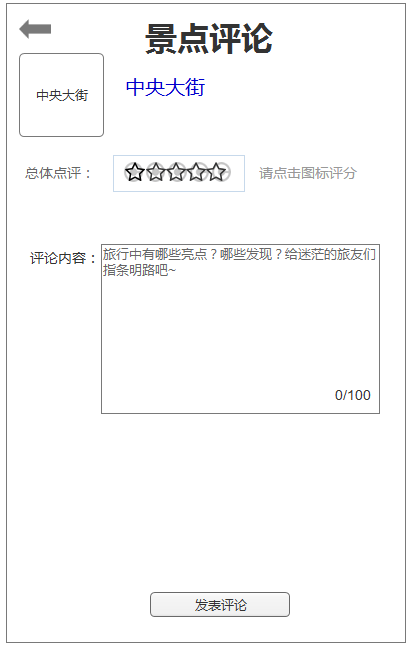 景点评论
中央大街
中央大街
总体点评：
请点击图标评分
评论内容：
旅行中有哪些亮点？哪些发现？给迷茫的旅友们
指条明路吧~
0/100
发表评论